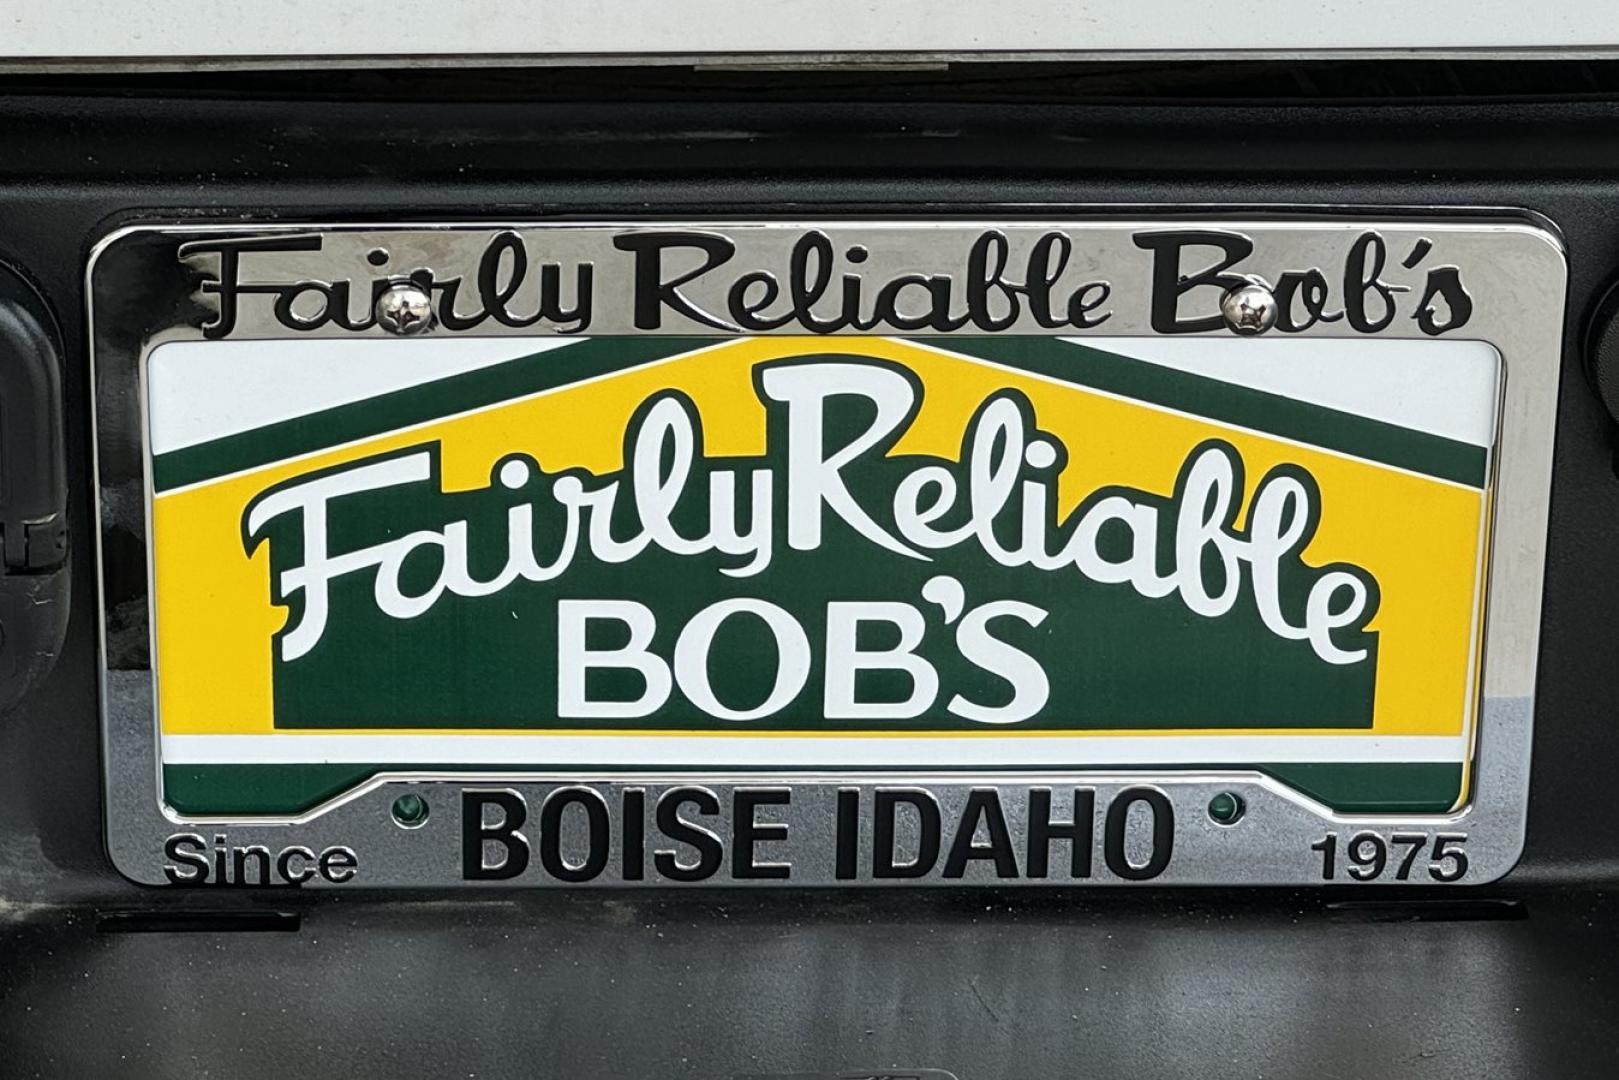 Fairly Reliable Bob's
Fairly Reliable
BOB'S
BOISE IDAHO
Since 1975